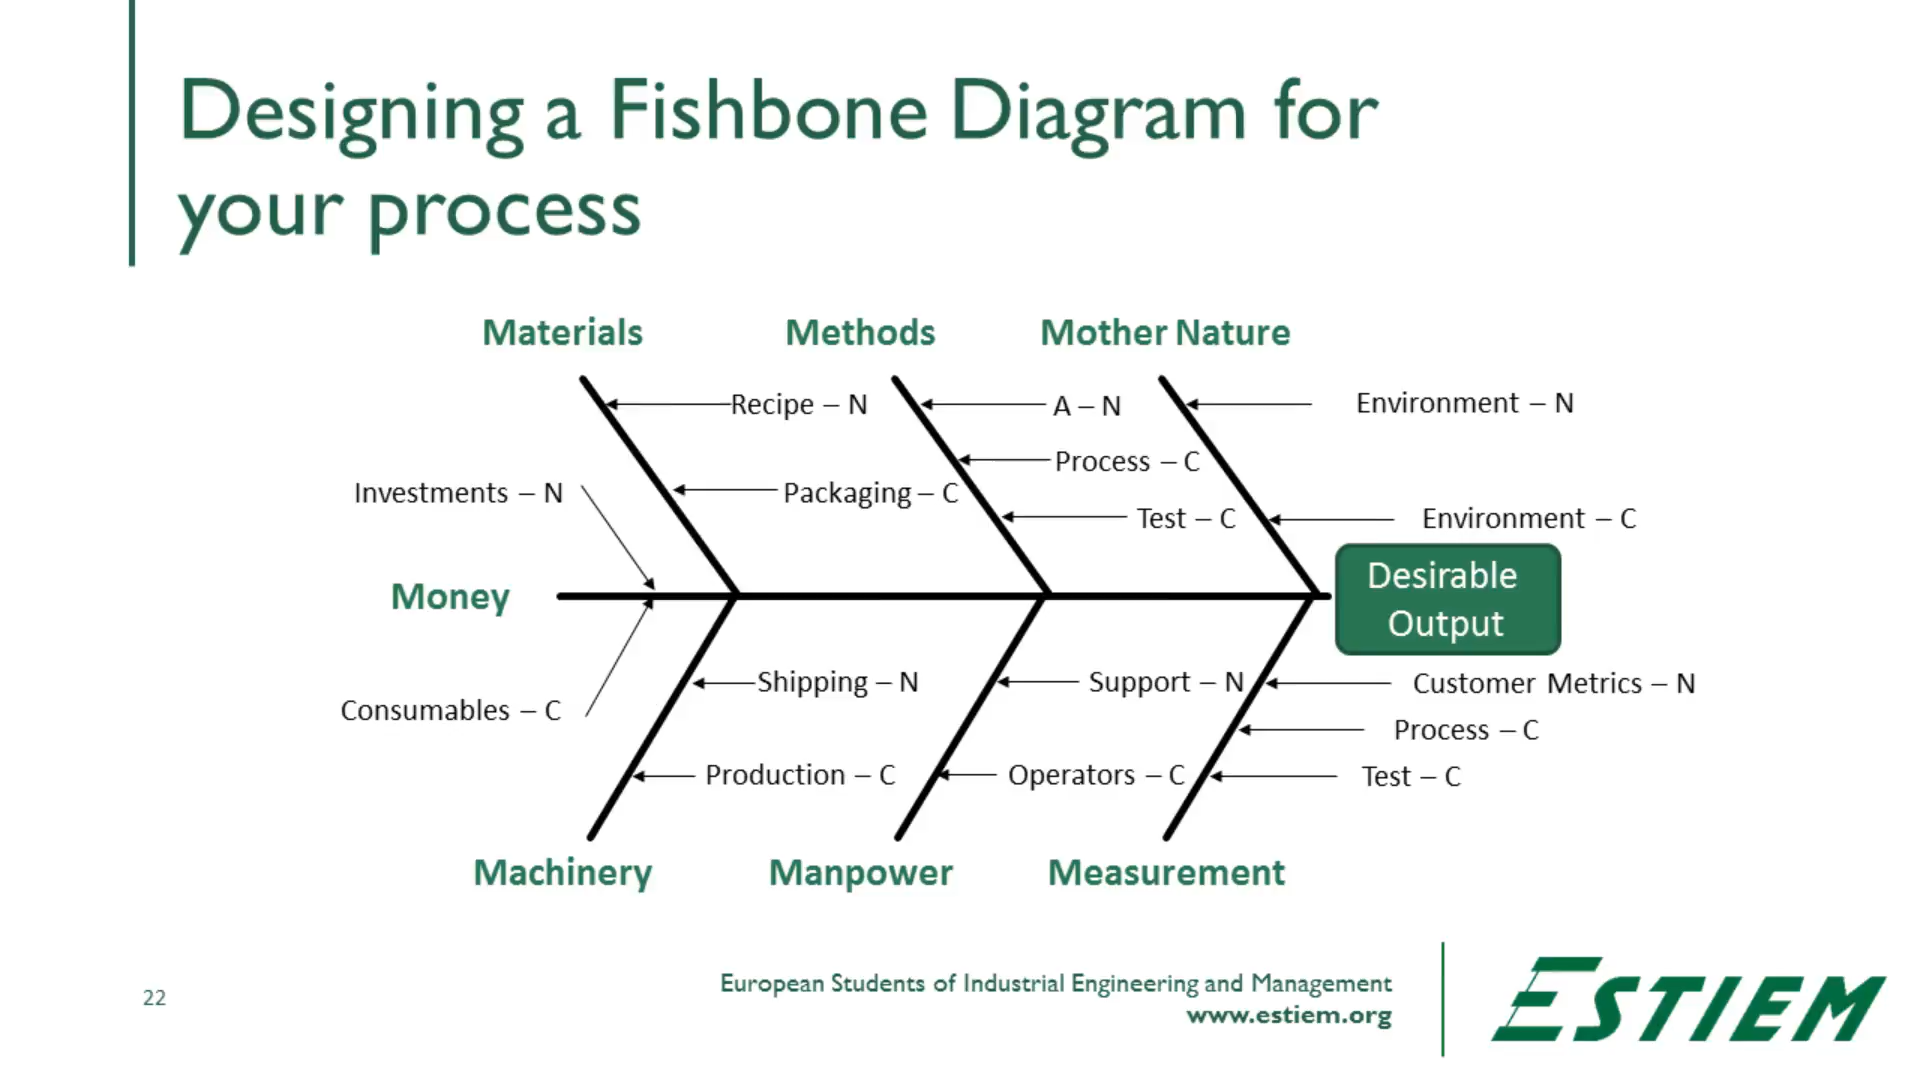 Designing a Fishbone Diagram for
your process
Materials
Methods
Mother Nature
Recipe – N
A – N
Environment – N
Process – C
Investments – N
Packaging – C
Test – C
Environment – C
Money
Desirable
Output
Consumables – C
Shipping – N
Support – N
Customer Metrics – N
Process – C
Production – C
Operators – C
Test – C
Machinery
Manpower
Measurement
22
European Students of Industrial Engineering and Management
www.estiem.org
ESTIEM